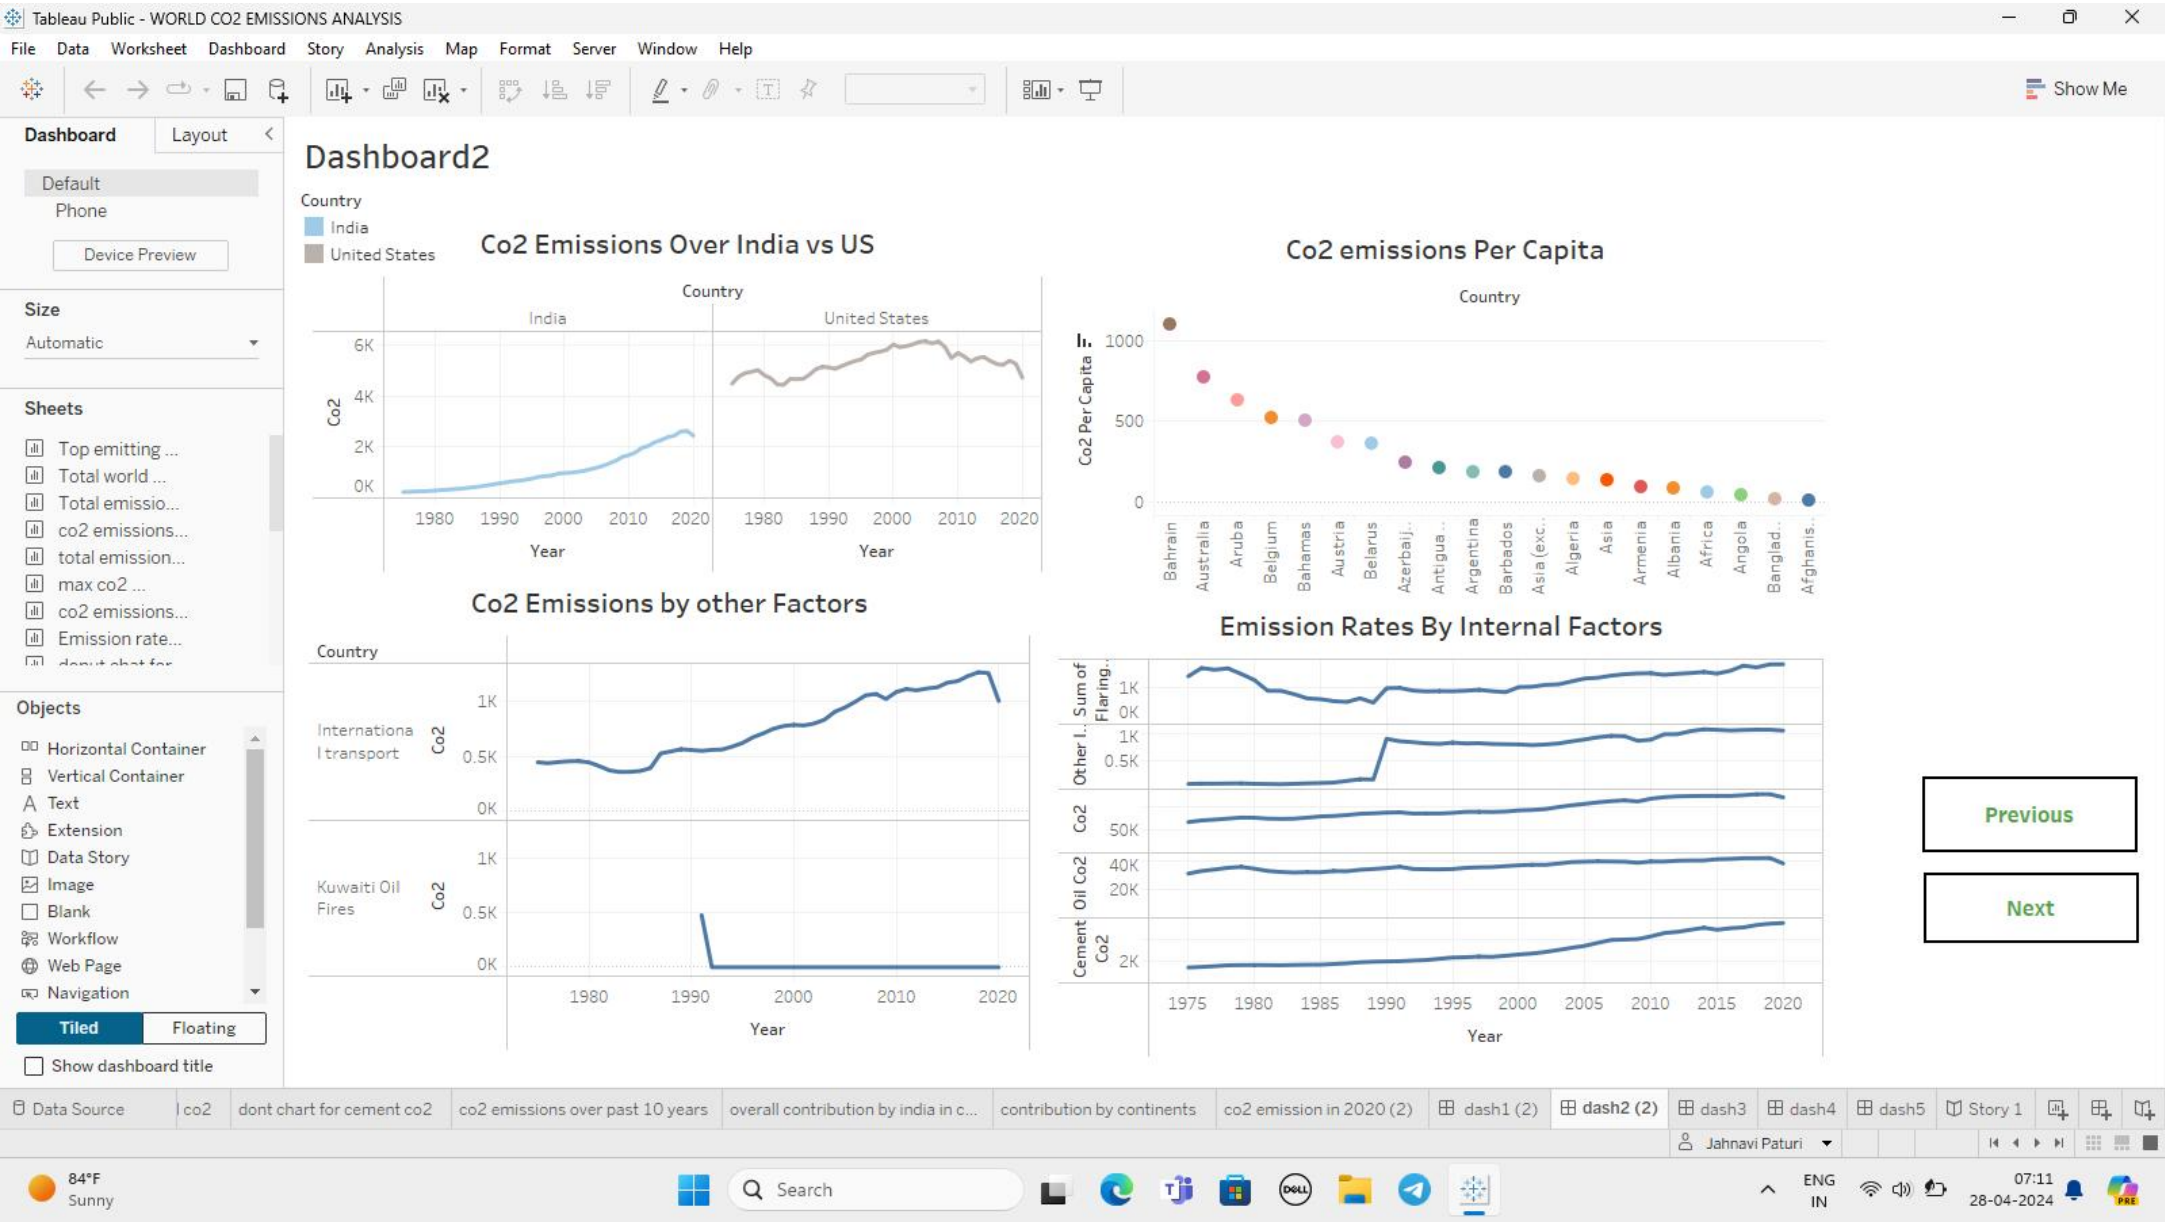 Tableau Public - WORLD CO2 EMISSIONS ANALYSIS
File Data Worksheet Dashboard Story Analysis Map Format Server Window Help
Show Me
Dashboard Layout
Default
Phone
Device Preview
Size
Automatic
Sheets
Top emitting ...
Total world ...
Total emissio...
co2 emissions...
total emission...
max co2 ...
co2 emissions...
Emission rate...
Objects
Horizontal Container
Vertical Container
Text
Extension
Data Story
Image
Blank
Workflow
Web Page
Navigation
Tiled Floating
Show dashboard title
Dashboard2
Country
India
United States
Co2 Emissions Over India vs US
Country
India United States
6K
4K
2K
0K
Co2
1980 1990 2000 2010 2020 1980 1990 2000 2010 2020
Year Year
Co2 emissions Per Capita
Country
1000
500
0
Co2 Per Capita
Bahrain
Australia
Aruba
Belgium
Bahamas
Austria
Belarus
Azerbaij..
Antigua..
Argentina
Barbados
Asia (exc..
Algeria
Asia
Armenia
Albania
Africa
Angola
Banglad..
Afghanis..
Co2 Emissions by other Factors
Country
Internationa
l transport
Co2
1K
0.5K
0K
Kuwaiti Oil
Fires
Co2
1K
0.5K
0K
1980 1990 2000 2010 2020
Year
Emission Rates By Internal Factors
Sum of
Flaring..
1K
0K
Other I..
1K
0.5K
Co2
50K
Oil Co2
40K
20K
Cement
Co2
2K
1975 1980 1985 1990 1995 2000 2005 2010 2015 2020
Year
Previous
Next
Data Source l co2 dont chart for cement co2 co2 emissions over past 10 years overall contribution by india in c... contribution by continents co2 emission in 2020 (2) dash1 (2) dash2 (2) dash3 dash4 dash5 Story 1
Jahnavi Paturi
84°F
Sunny
Search
DELL
ENG
IN
07:11
28-04-2024
PRE